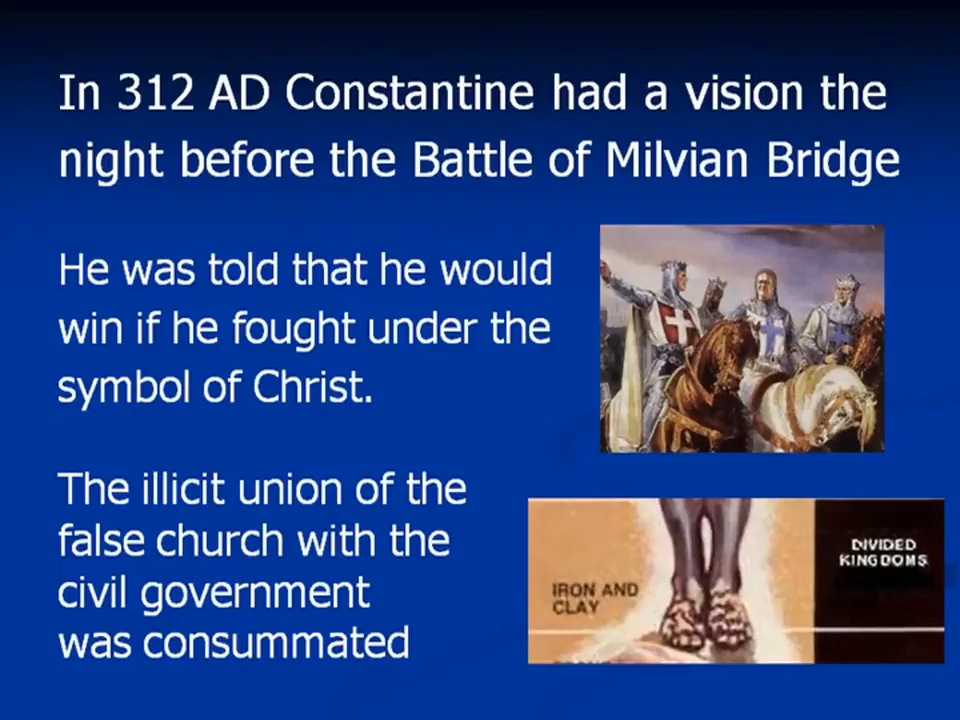 In 312 AD Constantine had a vision the
night before the Battle of Milvian Bridge
He was told that he would
win if he fought under the
symbol of Christ.
The illicit union of the
false church with the
civil government
was consummated
IRON AND
CLAY
DIVIDED
KINGDOMS